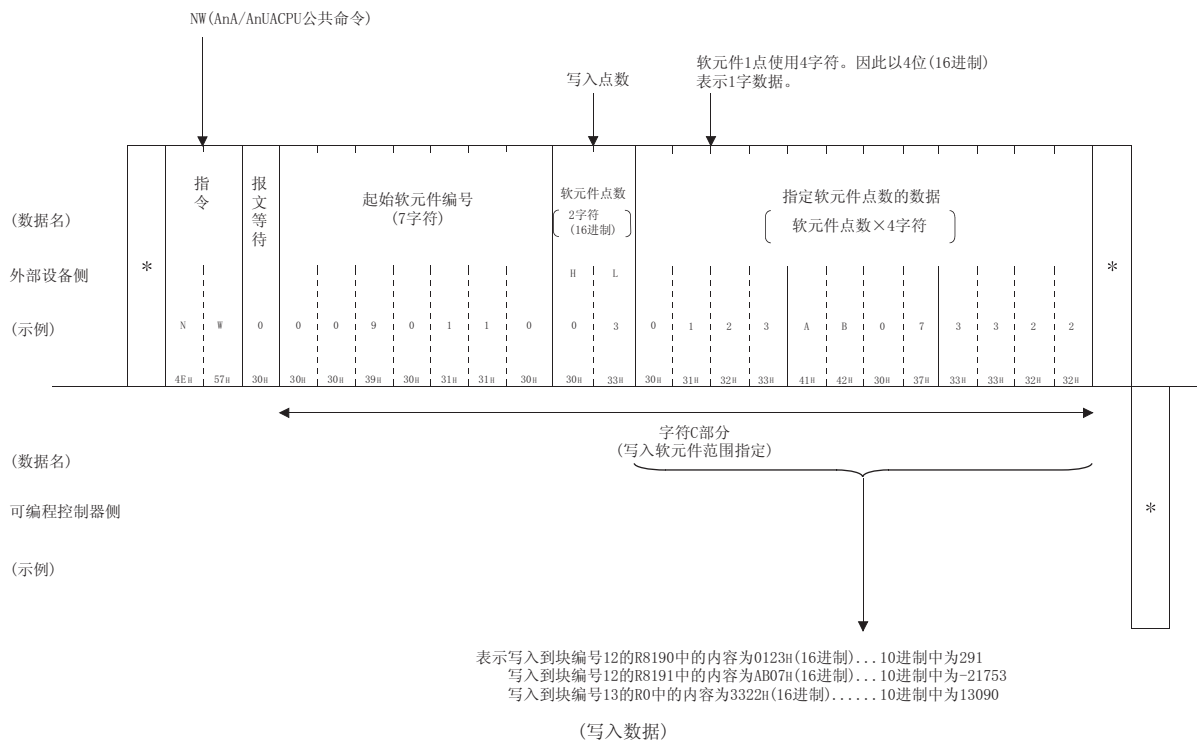 NW(AnA/AnUACPU公共命令)
写入点数
软元件1点使用4字符。因此以4位(16进制)
表示1字数据。
(数据名)
外部设备侧
(示例)
*
指令
报文等待
起始软元件编号
(7字符)
软元件点数
2字符
(16进制)
指定软元件点数的数据
软元件点数×4字符
*
H L
N W 0 0 0 9 0 1 1 0 0 3 0 1 2 3 A B 0 7 3 3 2 2
4EH 57H 30H 30H 30H 39H 30H 31H 31H 30H 30H 33H 30H 31H 32H 33H 41H 42H 30H 37H 33H 33H 32H 32H
字符C部分
(写入软元件范围指定)
(数据名)
可编程控制器侧
(示例)
*
表示写入到块编号12的R8190中的内容为0123H(16进制)...10进制中为291
写入到块编号12的R8191中的内容为AB07H(16进制)...10进制中为-21753
写入到块编号13的R0中的内容为3322H(16进制)......10进制中为13090
(写入数据)